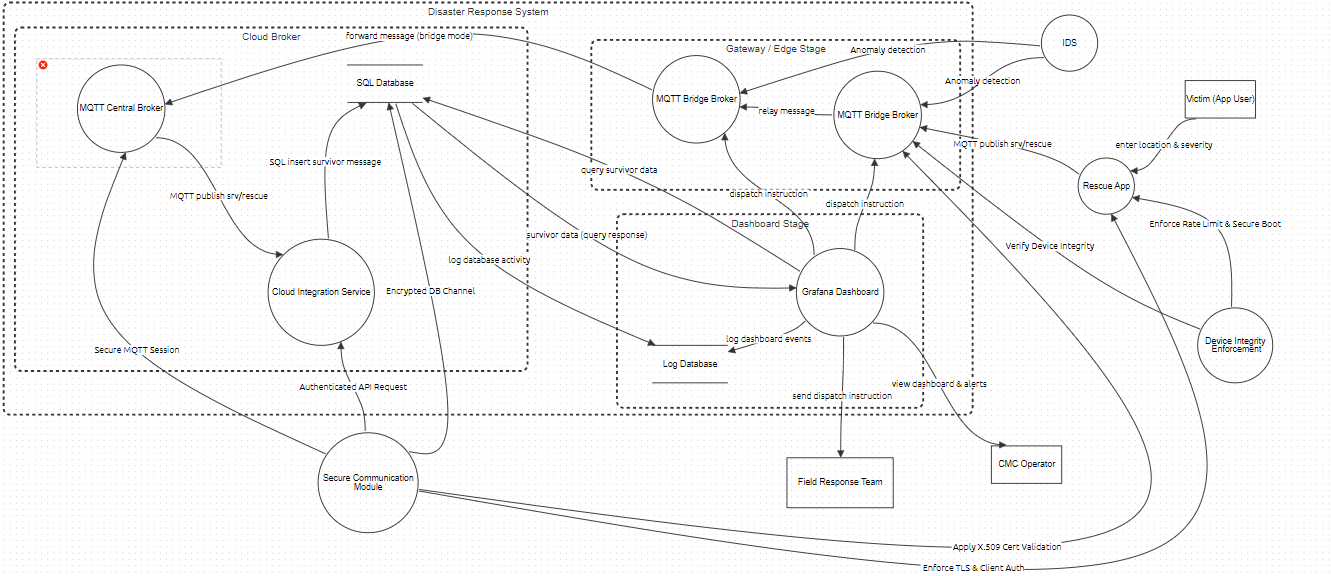 Disaster Response System
Cloud Broker
forward message (bridge mode)
Gateway / Edge Stage
Anomaly detection
IDS
Anomaly detection
SQL Database
MQTT Central Broker
MQTT Bridge Broker
relay message
MQTT Bridge Broker
Victim (App User)
MQTT publish srv/rescue
enter location & severity
SQL insert survivor message
query survivor data
Rescue App
MQTT publish srv/rescue
dispatch instruction
dispatch instruction
Dashboard Stage
Enforce Rate Limit & Secure Boot
survivor data (query response)
Verify Device Integrity
log database activity
Cloud Integration Service
Encrypted DB Channel
Grafana Dashboard
Secure MQTT Session
log dashboard events
Device Integrity
Enforcement
Log Database
Authenticated API Request
view dashboard & alerts
send dispatch instruction
CMC Operator
Secure Communication
Module
Field Response Team
Apply X.509 Cert Validation
Enforce TLS & Client Auth